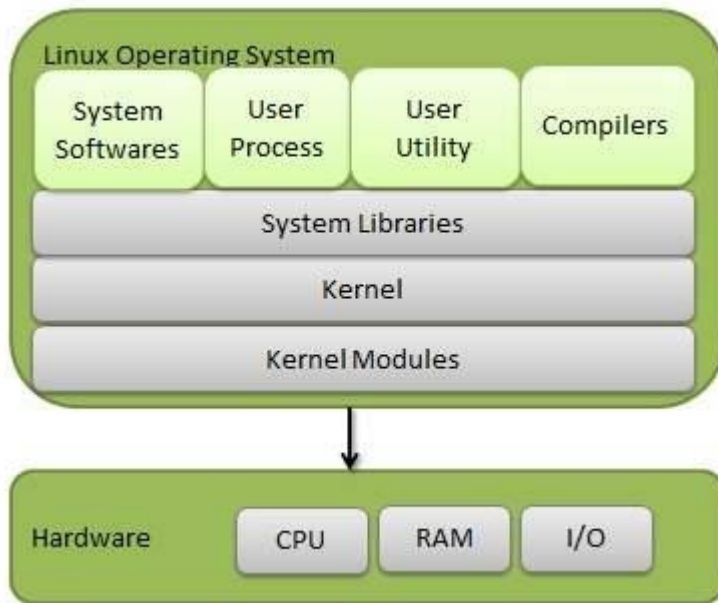 Linux Operating System
System
Softwares
User
Process
User
Utility
Compilers
System Libraries
Kernel
Kernel Modules
Hardware
CPU
RAM
I/O